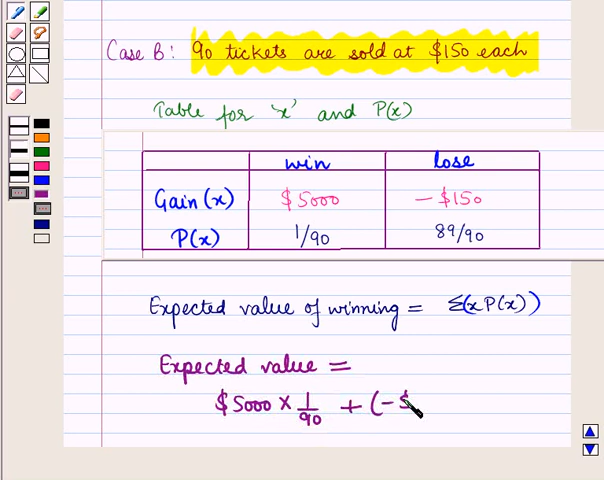 Case B: 90 tickets are sold at $150 each
Table for 'x' and P(x)
win lose
Gain (x) $5000 -$150
P(x) 1/90 89/90
Expected value of winning = Σ(x P(x))
Expected value =
$5000 × 1/90 + (-$